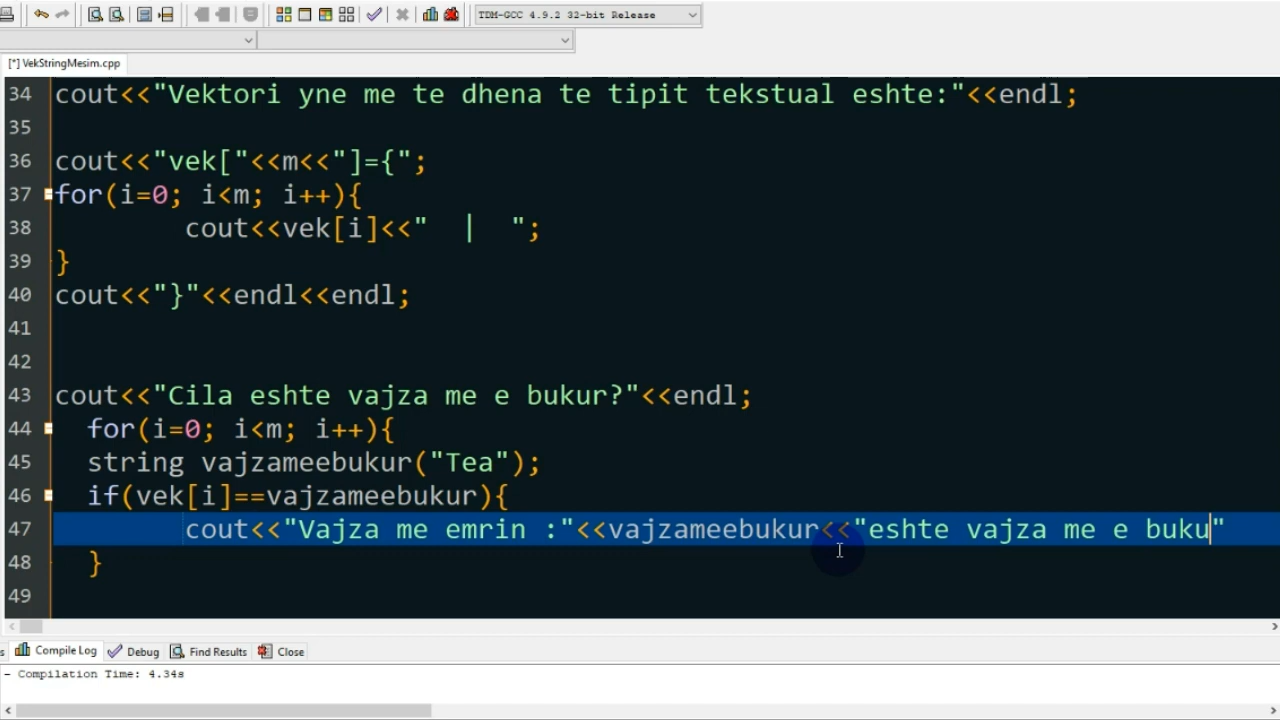 TDM-GCC 4.9.2 32-bit Release
[*] VekStringMesim.cpp
34 cout<<"Vektori yne me te dhena te tipit tekstual eshte:"<<endl;
35
36 cout<<"vek["<<m<<"]={";
37 for(i=0; i<m; i++){
38 cout<<vek[i]<<"  |  ";
39 }
40 cout<<"}"<<endl<<endl;
41
42
43 cout<<"Cila eshte vajza me e bukur?"<<endl;
44 for(i=0; i<m; i++){
45 string vajzameebukur("Tea");
46 if(vek[i]==vajzameebukur){
47 cout<<"Vajza me emrin :"<<vajzameebukur<<"eshte vajza me e buku"
48 }
49
s Compile Log Debug Find Results Close
- Compilation Time: 4.34s